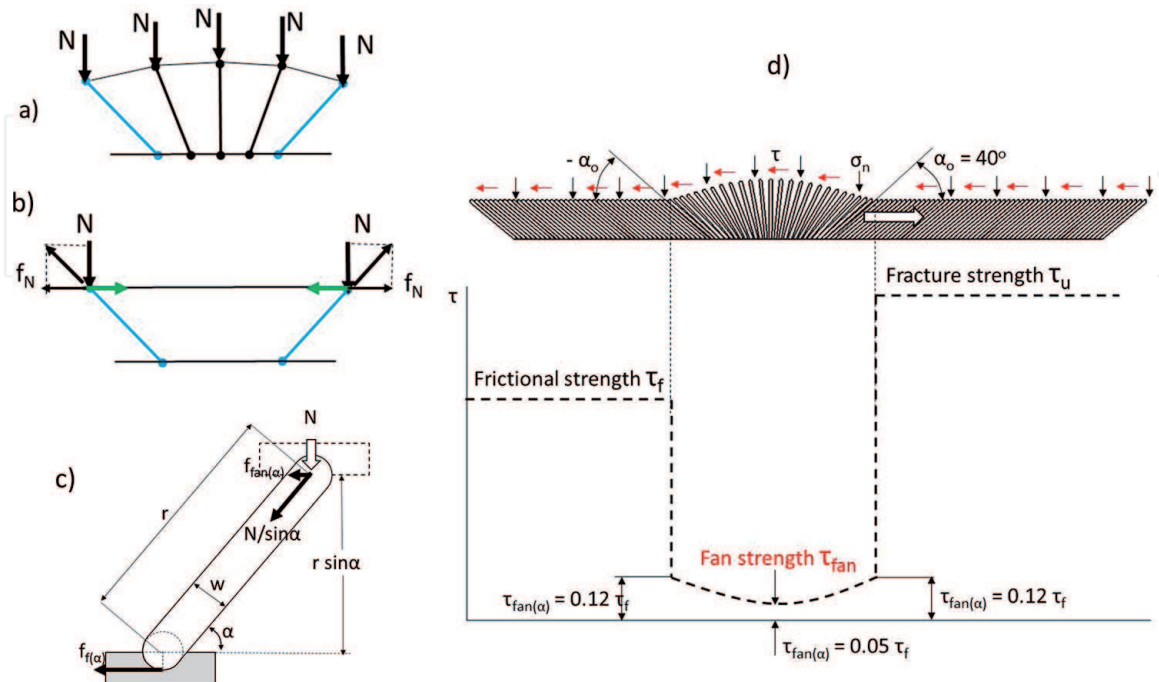 a)
N
N
N
N
N
b)
N
N
f_N
f_N
c)
N
f_fan(α)
r
N/sinα
r sinα
w
α
f_f(α)
d)
- α_o
τ
σ_n
α_o = 40°
τ
Fracture strength τ_u
Frictional strength τ_f
Fan strength τ_fan
τ_fan(α) = 0.12 τ_f
τ_fan(α) = 0.12 τ_f
τ_fan(α) = 0.05 τ_f